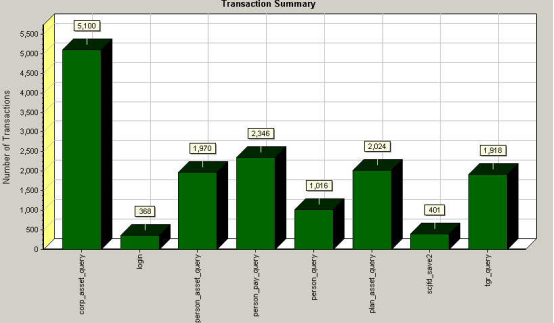 Transaction Summary
Number of Transactions
5,500
5,000
4,500
4,000
3,500
3,000
2,500
2,000
1,500
1,000
500
0
5,100
368
1,970
2,346
1,016
2,024
401
1,918
corp_asset_query
login
person_asset_query
person_pay_query
person_query
plan_asset_query
tgr_query